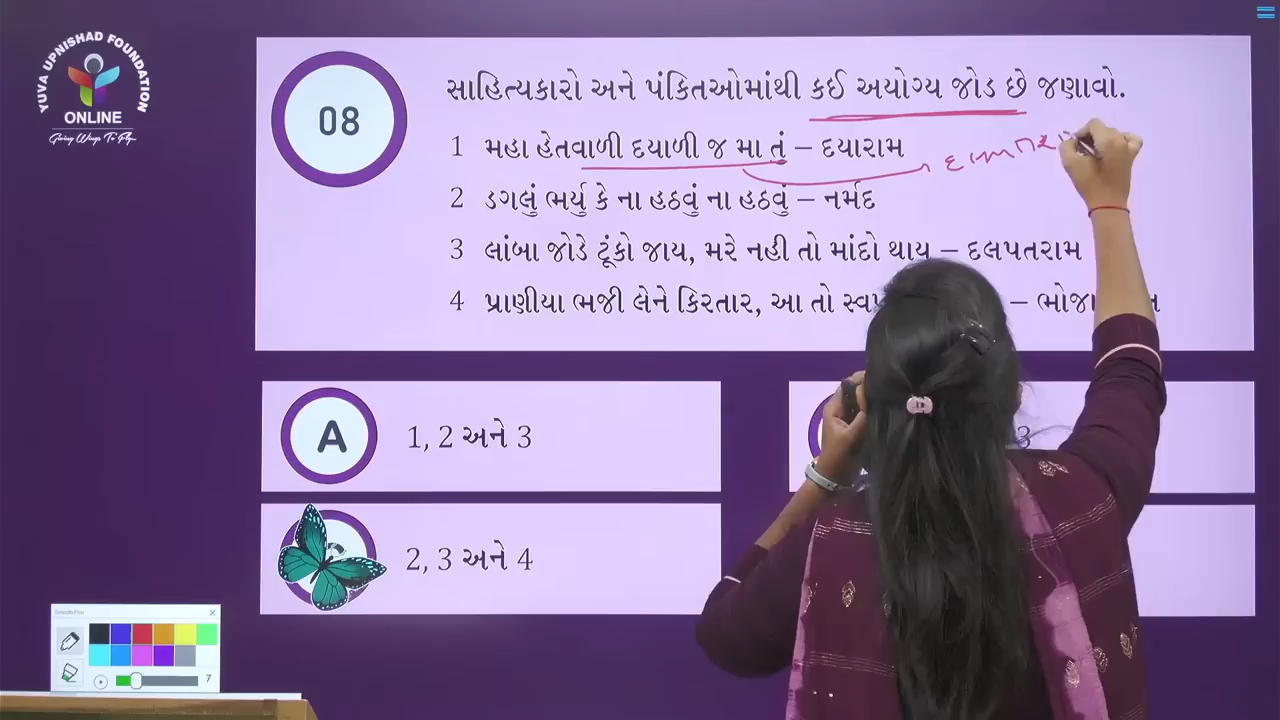 YUVA UPNISHAD FOUNDATION
ONLINE
Giving Wings To Fly...
08
સાહિત્યકારો અને પંકિતઓમાંથી કઈ અયોગ્ય જોડ છે જણાવો.
1 મહા હેતવાળી દયાળી જ મા તું – દયારામ
2 ડગલું ભર્યુ કે ના હઠવું ના હઠવું – નર્મદ
3 લાંબા જોડે ટૂંકો જાય, મરે નહી તો માંદો થાય – દલપતરામ
4 પ્રાણીયા ભજી લેને કિરતાર, આ તો
A 1, 2 અને 3
3
2, 3 અને 4
7